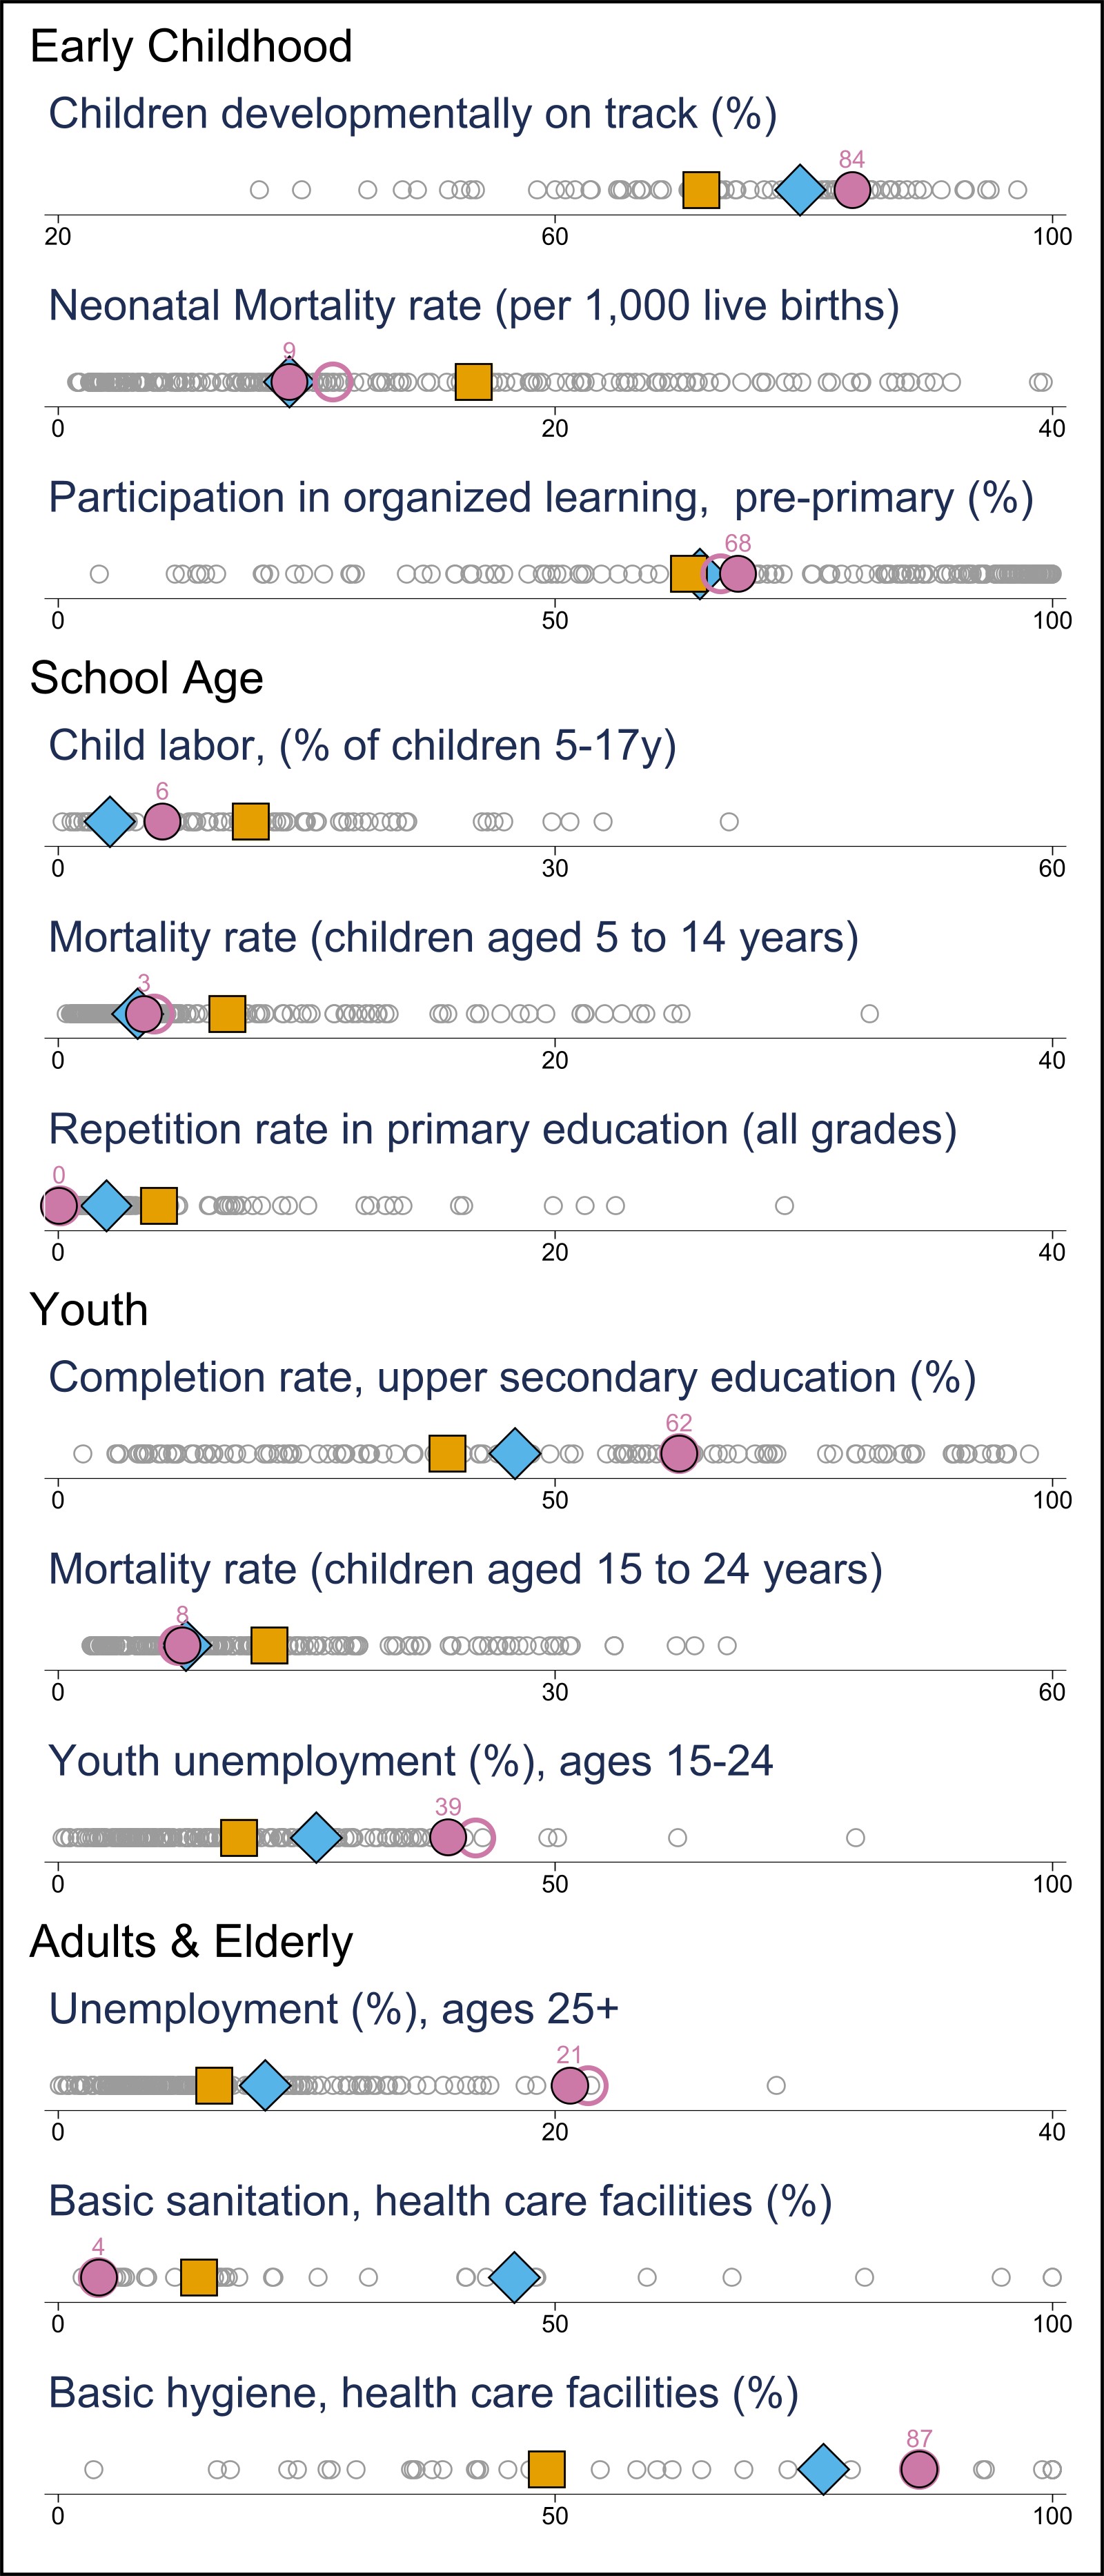 Early Childhood
Children developmentally on track (%)
84
20 60 100
Neonatal Mortality rate (per 1,000 live births)
9
0 20 40
Participation in organized learning,  pre-primary (%)
68
0 50 100
School Age
Child labor, (% of children 5-17y)
6
0 30 60
Mortality rate (children aged 5 to 14 years)
3
0 20 40
Repetition rate in primary education (all grades)
0
0 20 40
Youth
Completion rate, upper secondary education (%)
62
0 50 100
Mortality rate (children aged 15 to 24 years)
8
0 30 60
Youth unemployment (%), ages 15-24
39
0 50 100
Adults & Elderly
Unemployment (%), ages 25+
21
0 20 40
Basic sanitation, health care facilities (%)
4
0 50 100
Basic hygiene, health care facilities (%)
87
0 50 100